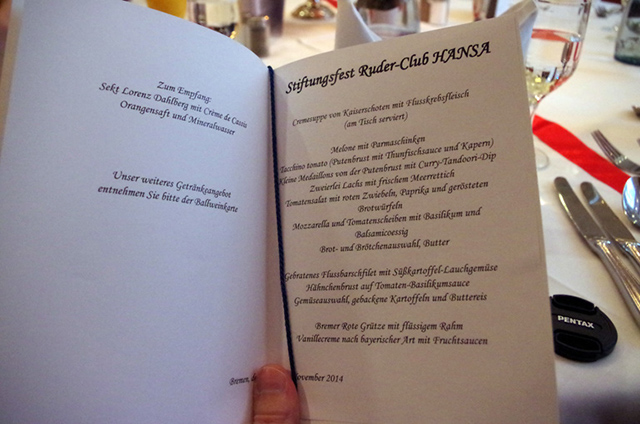 Zum Empfang:
Sekt Lorenz Dahlberg mit Crème de Cassis
Orangensaft und Mineralwasser
Unser weiteres Getränkeangebot
entnehmen Sie bitte der Ballweinkarte
Stiftungsfest Ruder-Club HANSA
Cremesuppe von Kaiserschoten mit Flusskrebsfleisch
(am Tisch serviert)
Melone mit Parmaschinken
Tacchino tonato (Putenbrust mit Thunfischsauce und Kapern)
Kleine Medaillons von der Putenbrust mit Curry-Tandoori-Dip
Zweierlei Lachs mit frischem Meerrettich
Tomatensalat mit roten Zwiebeln, Paprika und gerösteten
Brotwürfeln
Mozzarella und Tomatenscheiben mit Basilikum und
Balsamicoessig
Brot- und Brötchenauswahl, Butter
Gebratenes Flussbarschfilet mit Süßkartoffel-Lauchgemüse
Hähnchenbrust auf Tomaten-Basilikumsauce
Gemüseauswahl, gebackene Kartoffeln und Buttereis
Bremer Rote Grütze mit flüssigem Rahm
Vanillecreme nach bayerischer Art mit Fruchtsaucen
Bremen, November 2014
PENTAX